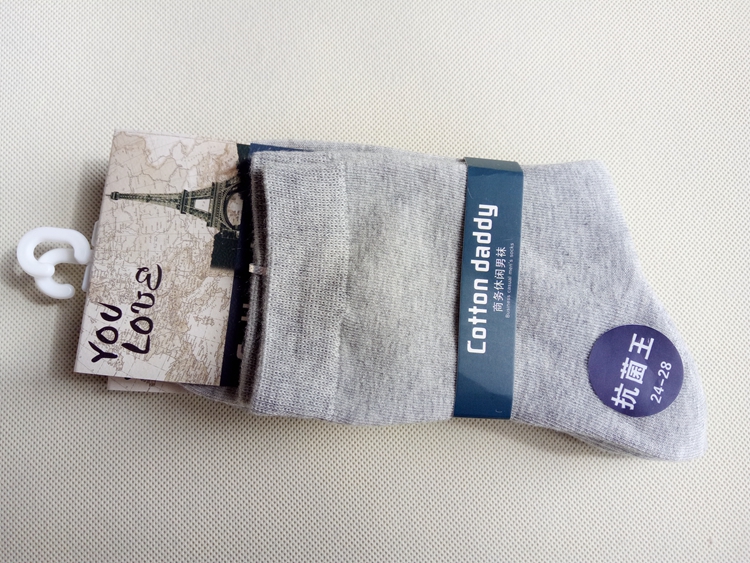 YOU
LOVE
Cotton daddy
商务休闲男袜
Business casual men's socks
抗菌王
24-28